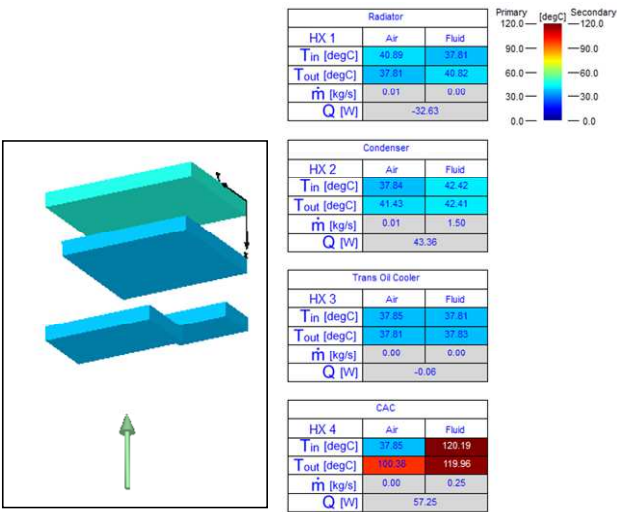 Radiator
HX 1 Air Fluid
Tin [degC] 40.89 37.81
Tout [degC] 37.81 40.82
ṁ [kg/s] 0.01 0.00
Q [W] -32.63
Primary [degC] Secondary
120.0 120.0
90.0 90.0
60.0 60.0
30.0 30.0
0.0 0.0
Condenser
HX 2 Air Fluid
Tin [degC] 37.84 42.42
Tout [degC] 41.43 42.41
ṁ [kg/s] 0.01 1.50
Q [W] 43.36
Trans Oil Cooler
HX 3 Air Fluid
Tin [degC] 37.85 37.81
Tout [degC] 37.81 37.83
ṁ [kg/s] 0.00 0.00
Q [W] -0.06
CAC
HX 4 Air Fluid
Tin [degC] 37.85 120.19
Tout [degC] 100.36 119.96
ṁ [kg/s] 0.00 0.25
Q [W] 57.25